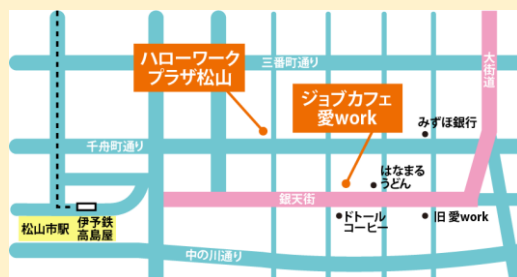 ハローワーク
プラザ松山
三番町通り
大街道
ジョブカフェ
愛work
みずほ銀行
千舟町通り
はなまる
うどん
銀天街
松山市駅
伊予鉄
高島屋
ドトール
コーヒー
旧 愛work
中の川通り